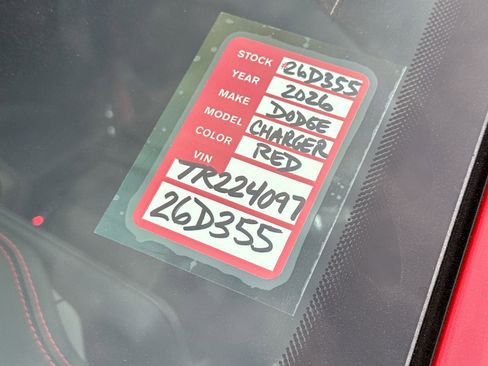 STOCK 26D355
YEAR 2026
MAKE DODGE
MODEL CHARGER
COLOR RED
VIN
TR224097
26D355